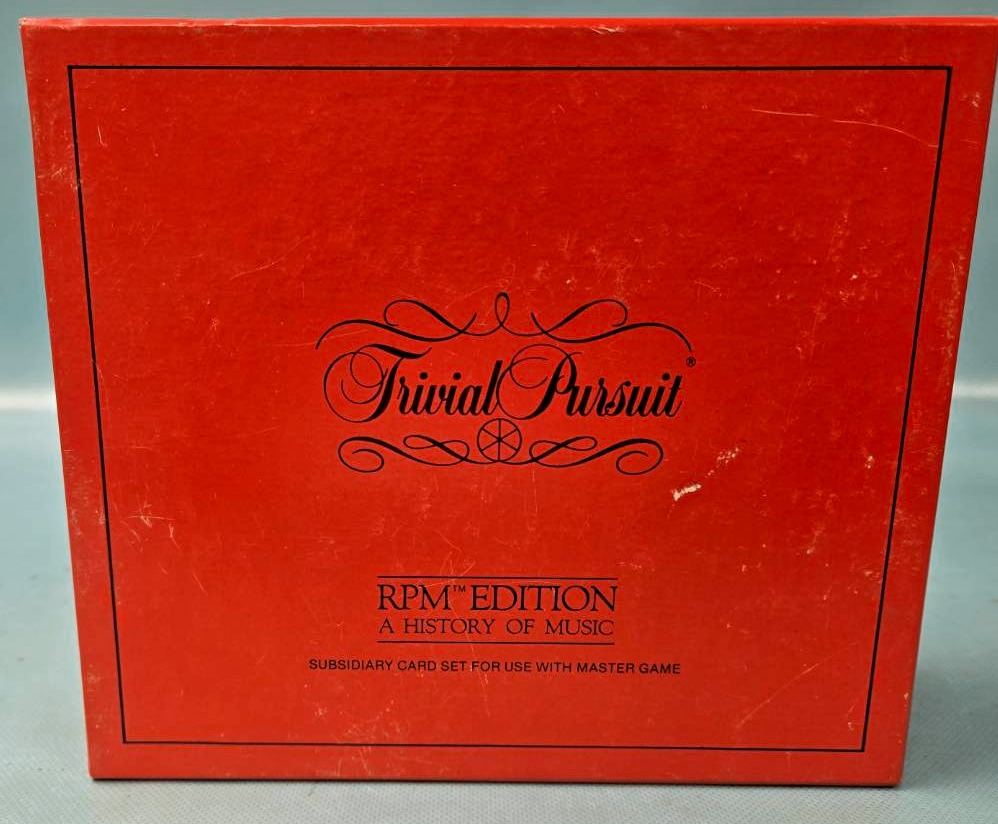 Trivial Pursuit®
RPM™ EDITION
A HISTORY OF MUSIC
SUBSIDIARY CARD SET FOR USE WITH MASTER GAME